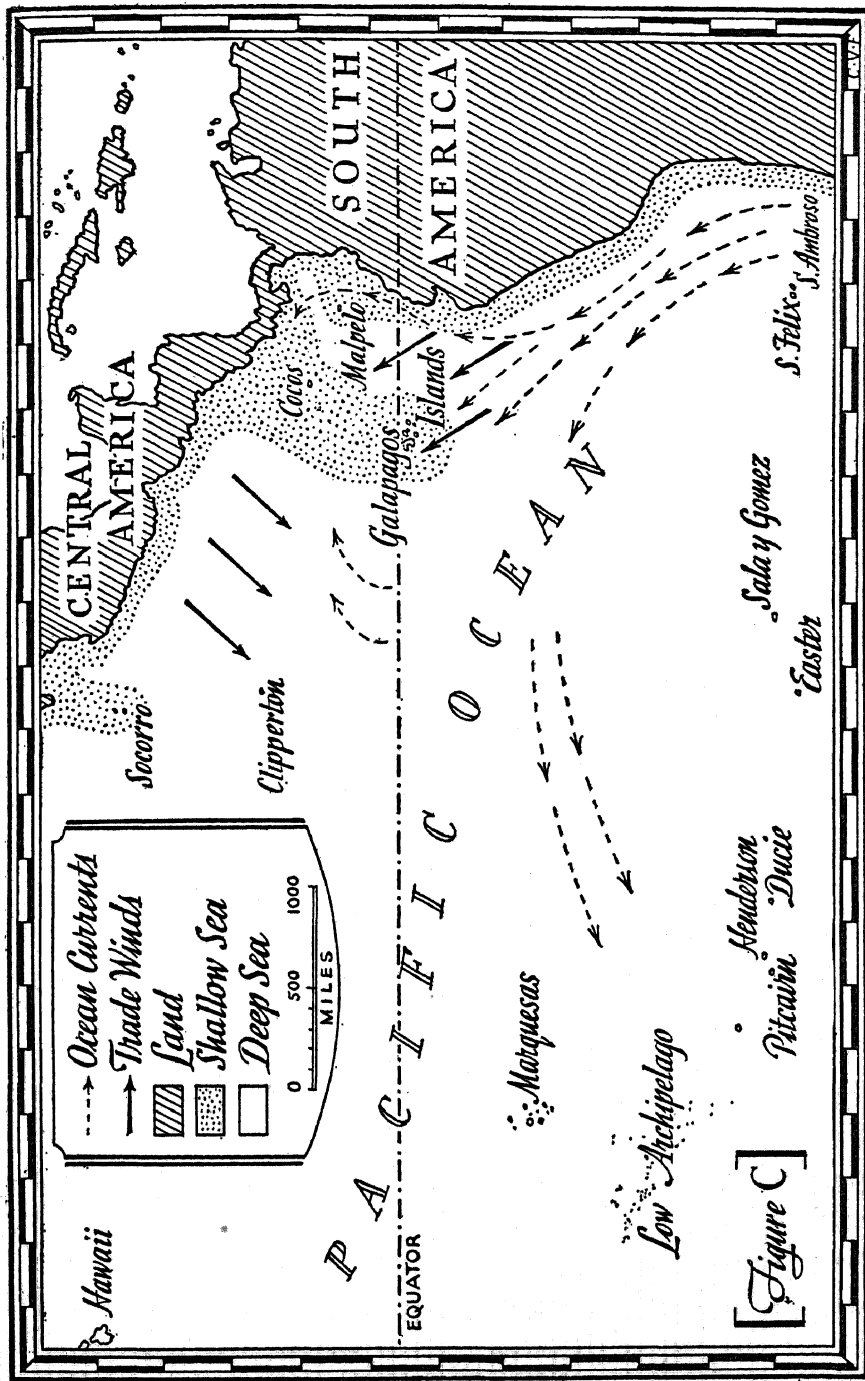 Hawaii
Ocean Currents
Trade Winds
Land
Shallow Sea
Deep Sea
0 500 1000
MILES
Socorro
Clipperton
CENTRAL
AMERICA
Cocos
Malpelo
SOUTH
AMERICA
Galapagos
Islands
EQUATOR
PACIFIC OCEAN
Marquesas
Low Archipelago
Pitcairn
Henderson
Ducie
Easter
Sala y Gomez
S. Felix
S. Ambroso
[Figure C]